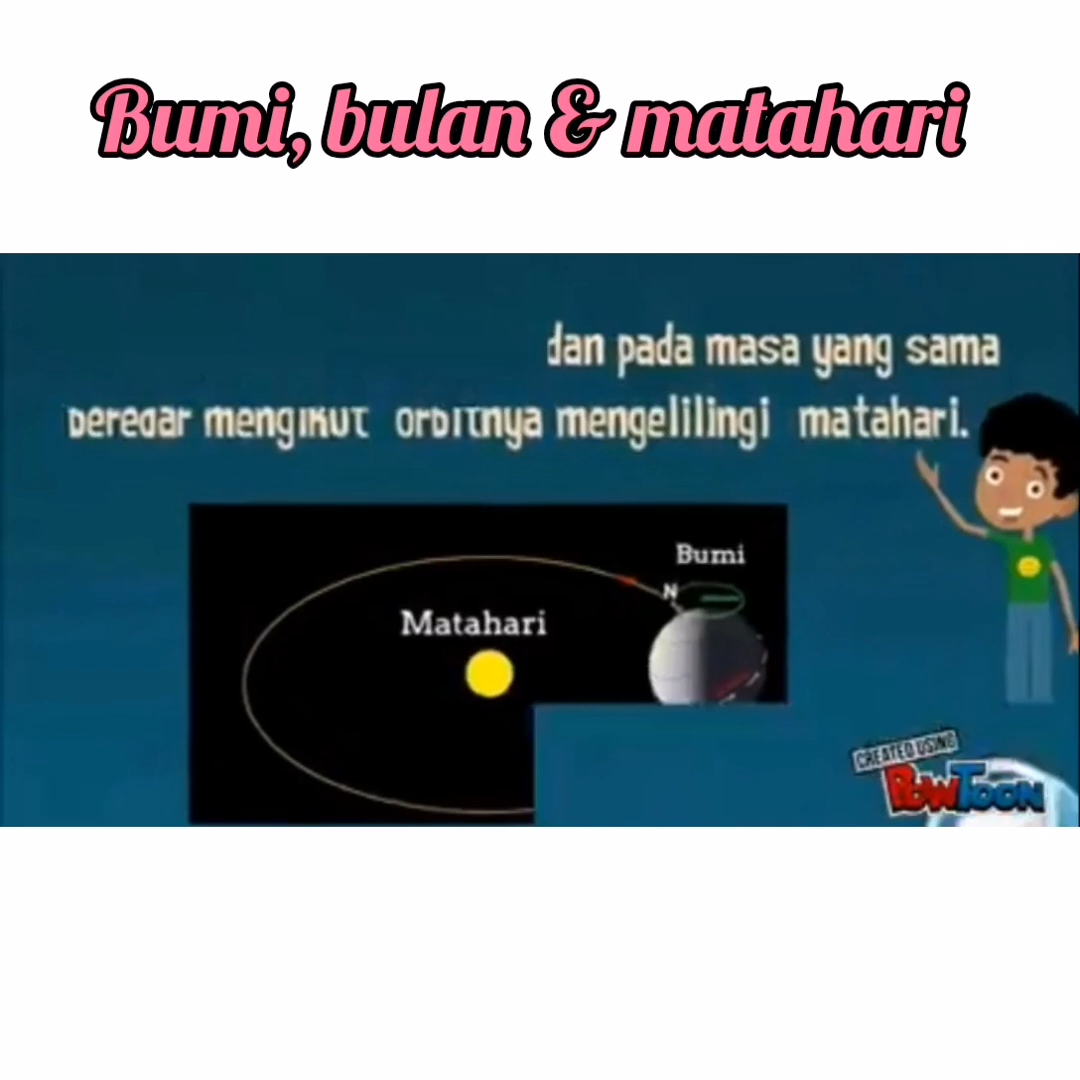 Bumi, bulan & matahari
dan pada masa yang sama
beredar mengikut orbitnya mengelilingi matahari.
Bumi
N
Matahari
CREATED USING
POWTOON